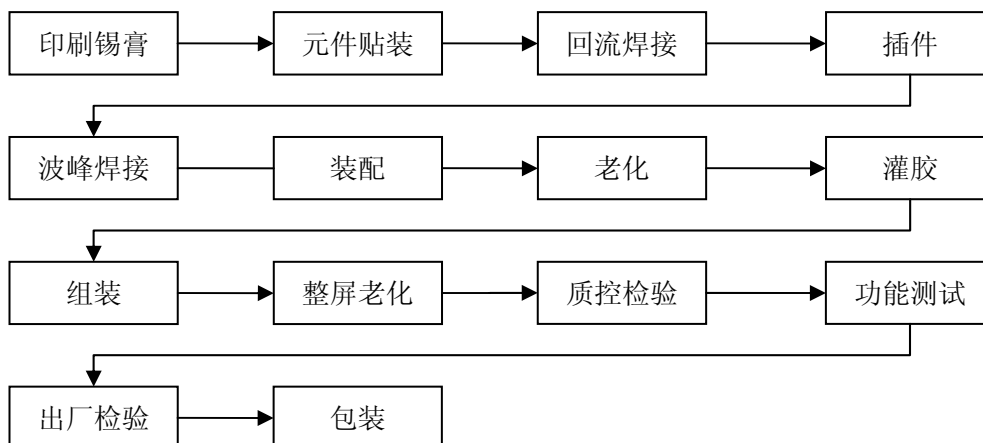 印刷锡膏
元件贴装
回流焊接
插件
波峰焊接
装配
老化
灌胶
组装
整屏老化
质控检验
功能测试
出厂检验
包装